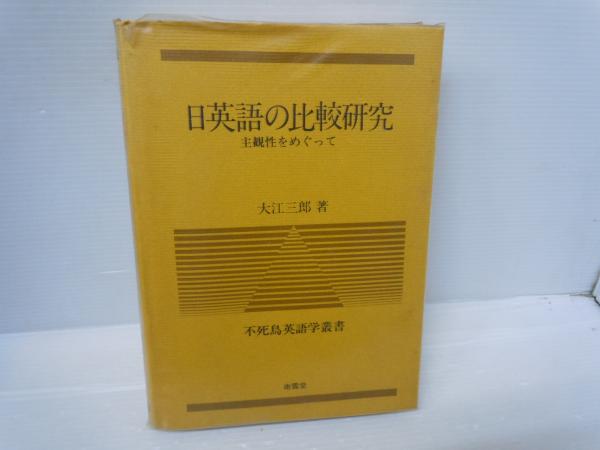 日英語の比較研究
主観性をめぐって
大江三郎 著
不死鳥英語学叢書
南雲堂